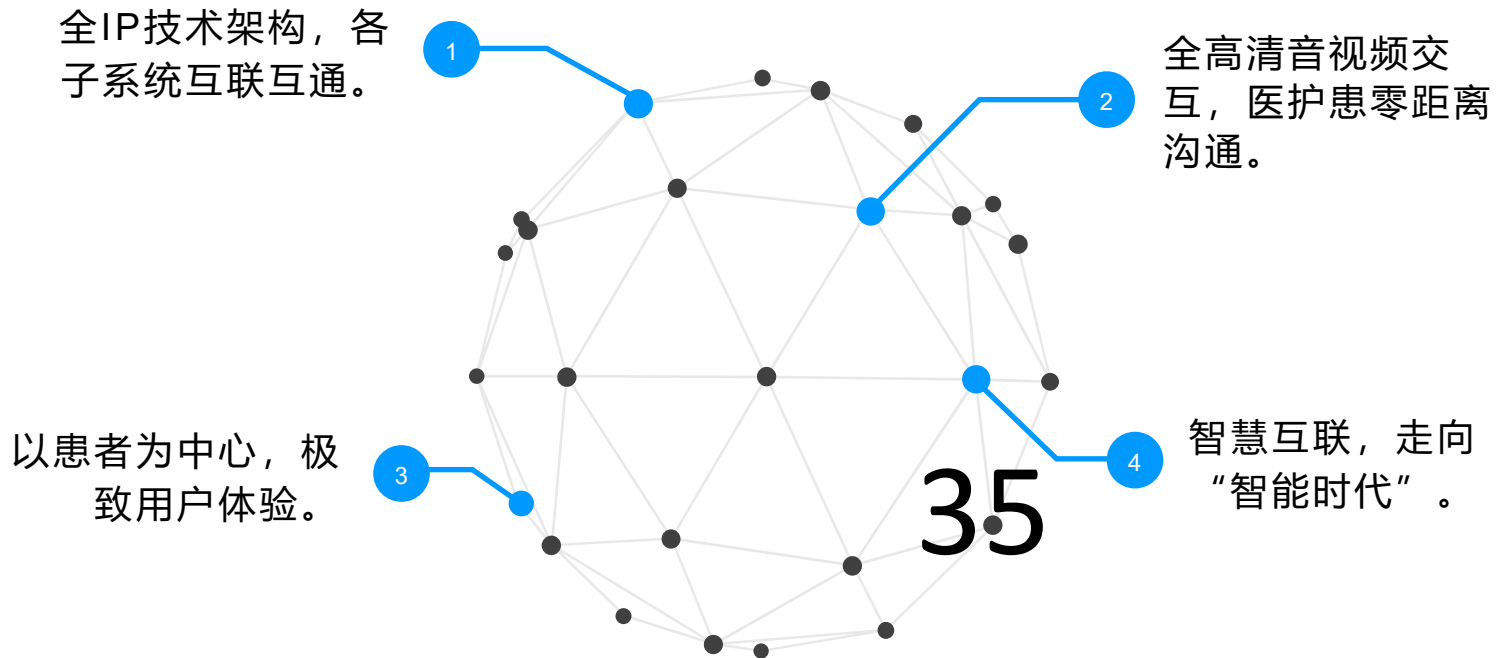 全IP技术架构，各
子系统互联互通。
1
2
全高清音视频交
互，医护患零距离
沟通。
以患者为中心，极
致用户体验。
3
35
4
智慧互联，走向
“智能时代”。